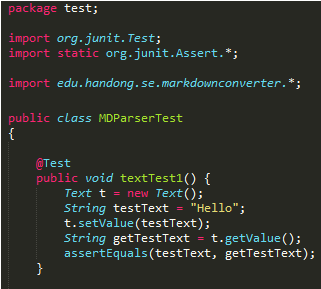 package test;
import org.junit.Test;
import static org.junit.Assert.*;
import edu.handong.se.markdownconverter.*;
public class MDParserTest
{
@Test
public void textTest1() {
Text t = new Text();
String testText = "Hello";
t.setValue(testText);
String getTestText = t.getValue();
assertEquals(testText, getTestText);
}